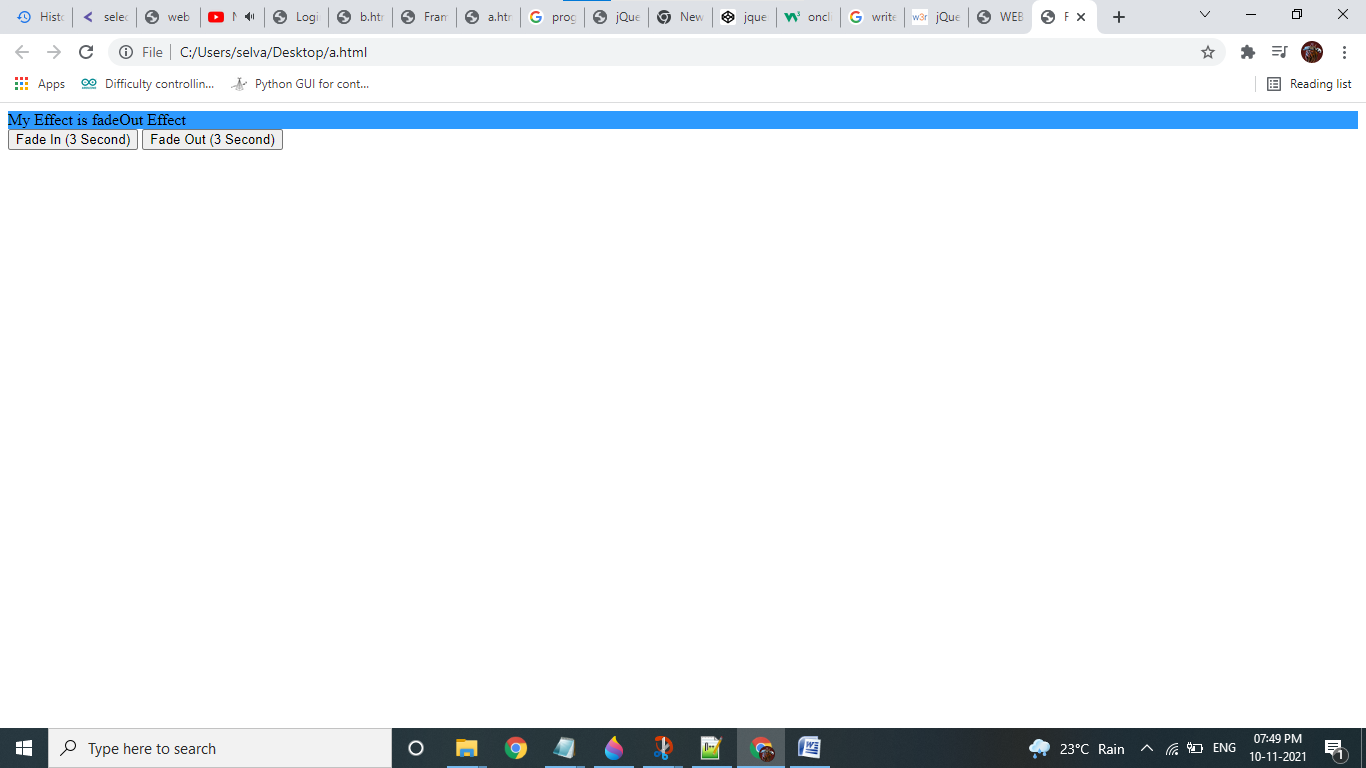 Histo selec web N Logi b.htr Fran a.htr prog jQue New jque oncl write jQue WEB F
File C:/Users/selva/Desktop/a.html
Apps Difficulty controllin... Python GUI for cont... Reading list
My Effect is fadeOut Effect
Fade In (3 Second) Fade Out (3 Second)
Type here to search
23°C Rain ENG
07:49 PM
10-11-2021
1